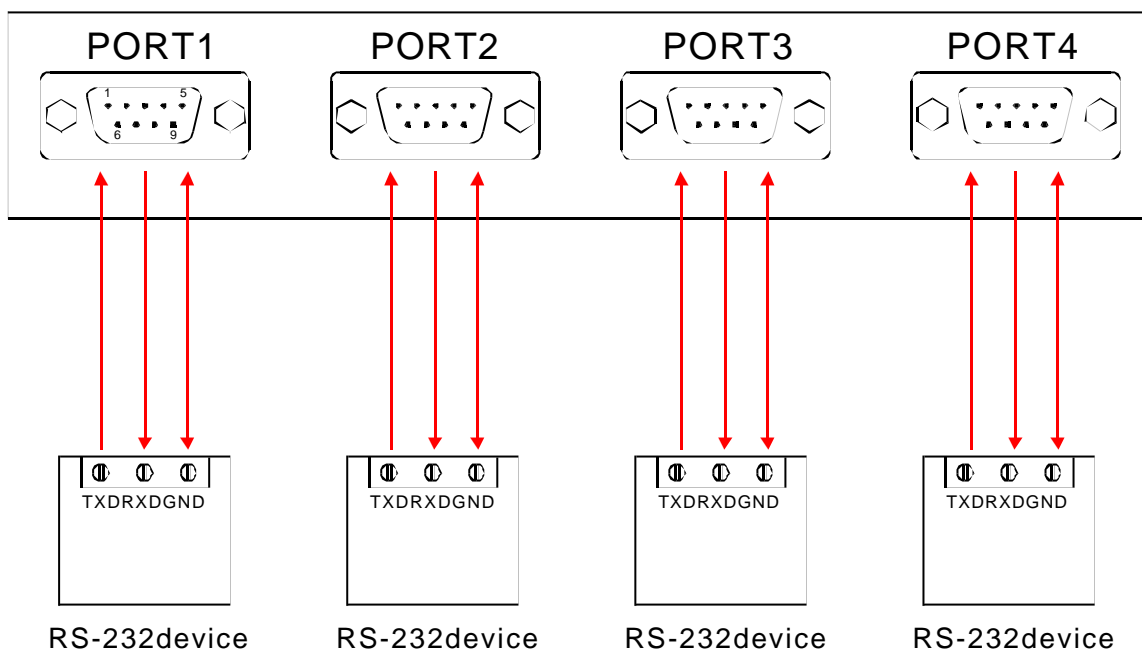 PORT1 PORT2 PORT3 PORT4
1 5
6 9
TXDRXDGND TXDRXDGND TXDRXDGND TXDRXDGND
RS-232device RS-232device RS-232device RS-232device